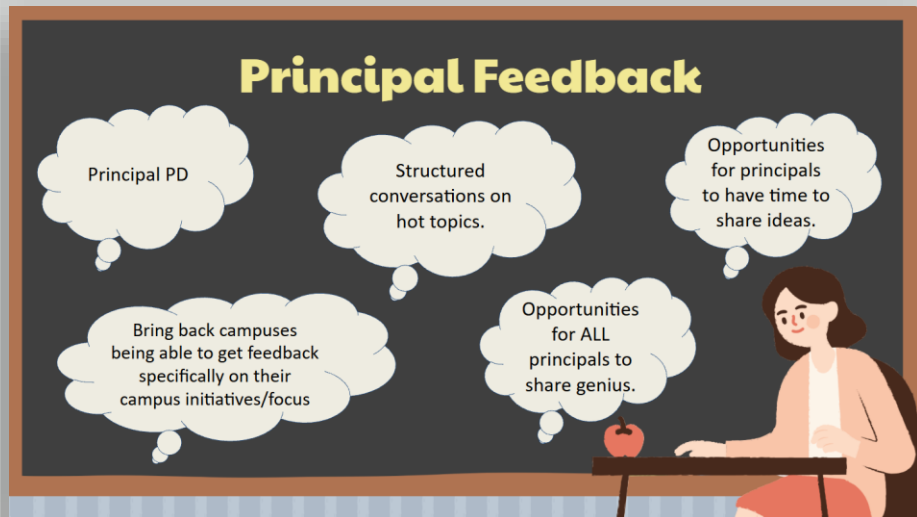 Principal Feedback
Principal PD
Structured
conversations on
hot topics.
Opportunities
for principals
to have time to
share ideas.
Bring back campuses
being able to get feedback
specifically on their
campus initiatives/focus
Opportunities
for ALL
principals to
share genius.